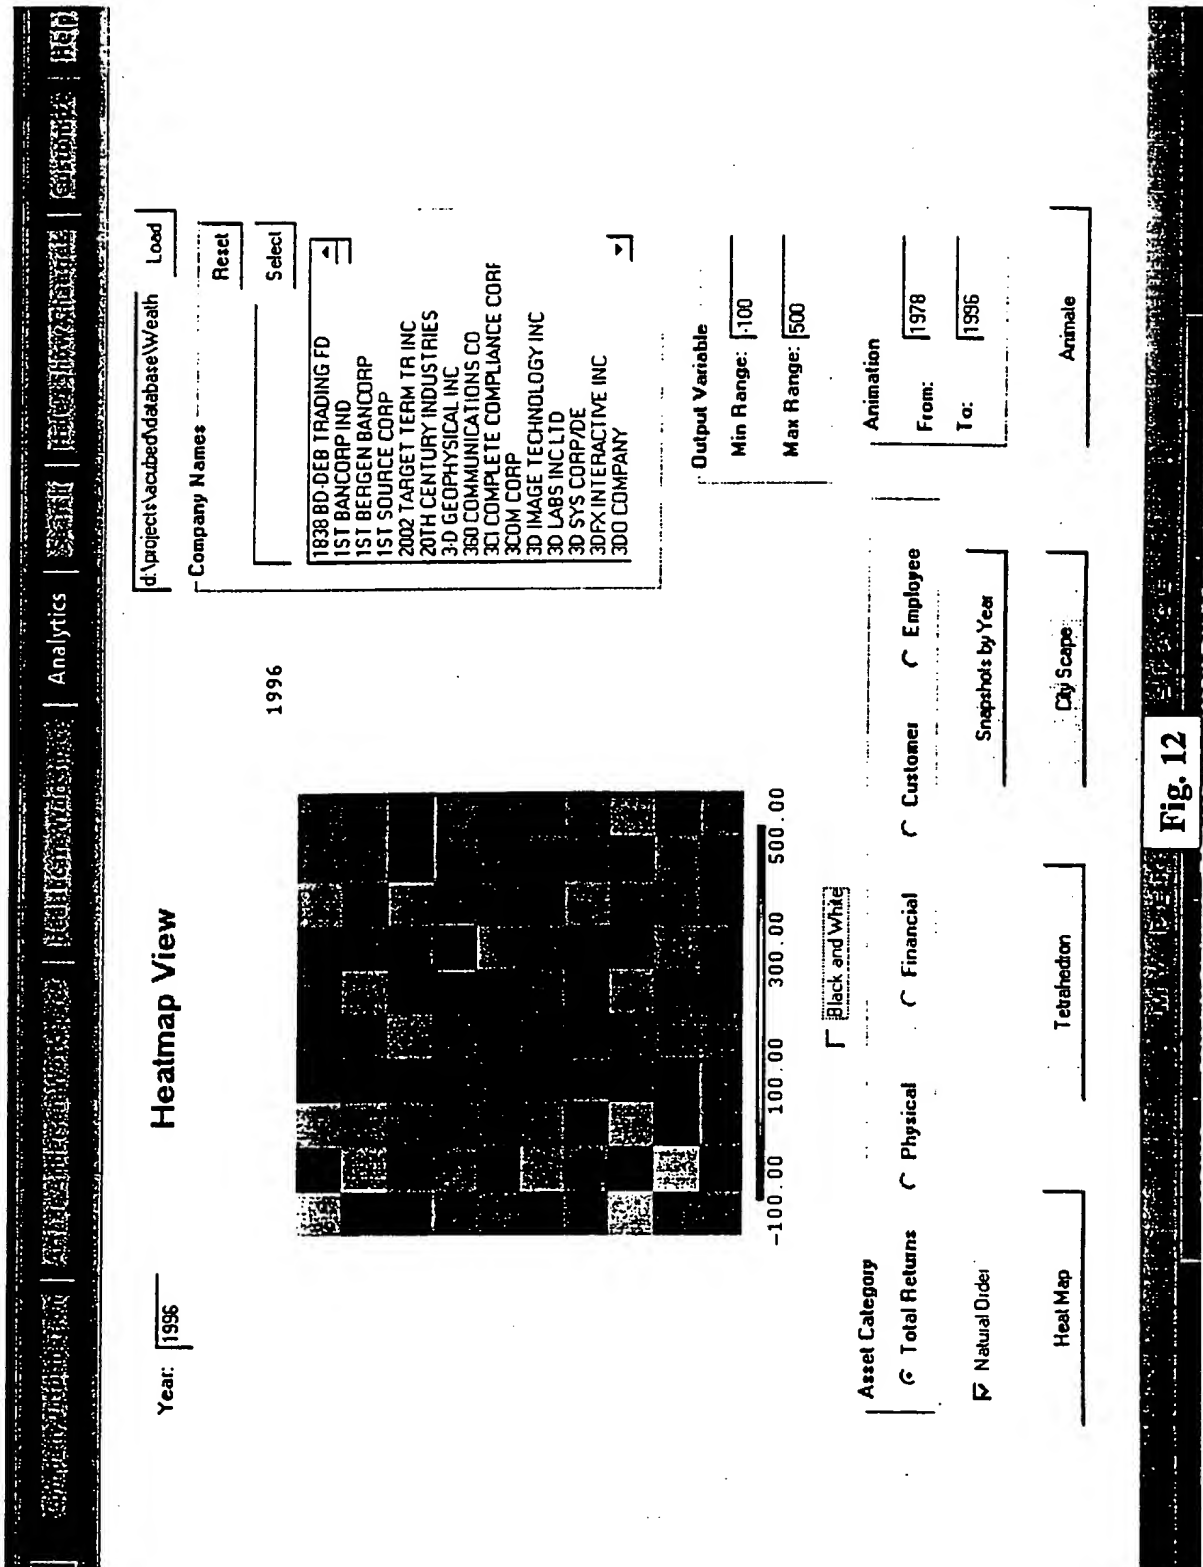 Analytics
Year: 1996
Heatmap View
d:\projects\acubed\database\Weath
Load
1996
Company Names
Reset
Select
1838 BD-DEB TRADING FD
1ST BANCORP IND
1ST BERGEN BANCORP
1ST SOURCE CORP
2002 TARGET TERM TR INC
20TH CENTURY INDUSTRIES
3-D GEOPHYSICAL INC
360 COMMUNICATIONS CO
3CI COMPLETE COMPLIANCE CORF
3COM CORP
3D IMAGE TECHNOLOGY INC
3D LABS INC LTD
3D SYS CORP/DE
3DFX INTERACTIVE INC
3DO COMPANY
-100.00 100.00 300.00 500.00
Black and White
Output Variable
Min Range: -100
Max Range: 500
Asset Category
Total Returns
Physical
Financial
Customer
Employee
Animation
From: 1978
To: 1996
Natural Order
Snapshots by Year
Heat Map
Tetrahedron
City Scape
Animate
Fig. 12